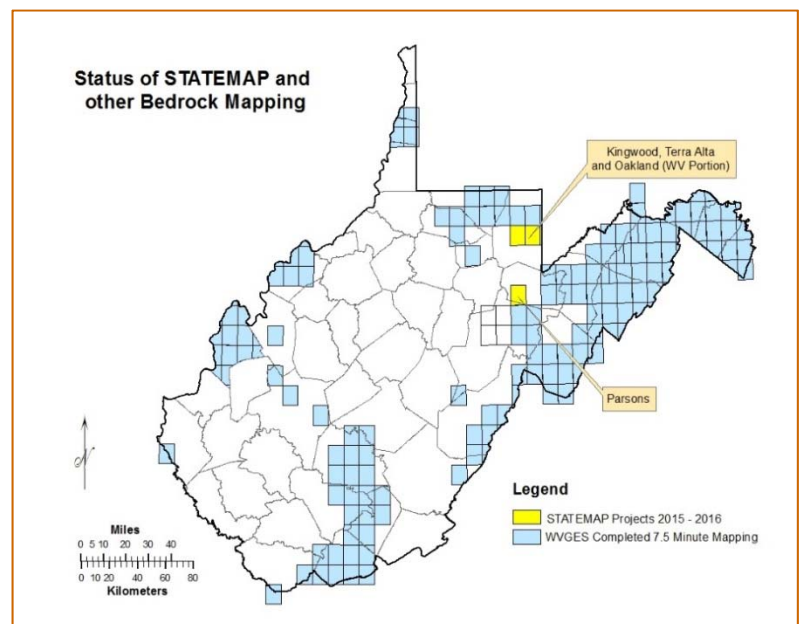 Status of STATEMAP and
other Bedrock Mapping
Kingwood, Terra Alta
and Oakland (WV Portion)
Parsons
N
Legend
STATEMAP Projects 2015 - 2016
WVGES Completed 7.5 Minute Mapping
Miles
0 5 10 20 30 40
0 10 20 40 60 80
Kilometers